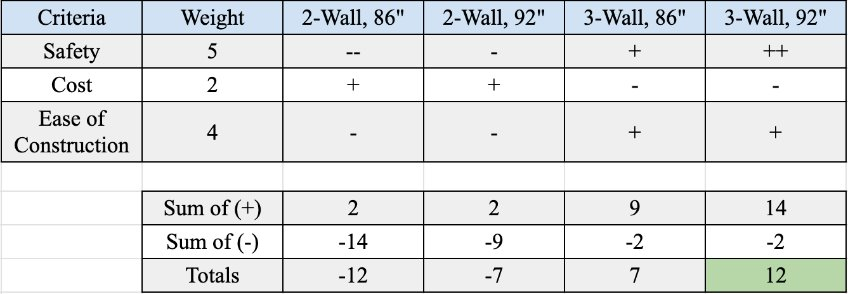 Criteria Weight 2-Wall, 86" 2-Wall, 92" 3-Wall, 86" 3-Wall, 92"
Safety 5 -- - + ++
Cost 2 + + - -
Ease of
Construction 4 - - + +
Sum of (+) 2 2 9 14
Sum of (-) -14 -9 -2 -2
Totals -12 -7 7 12